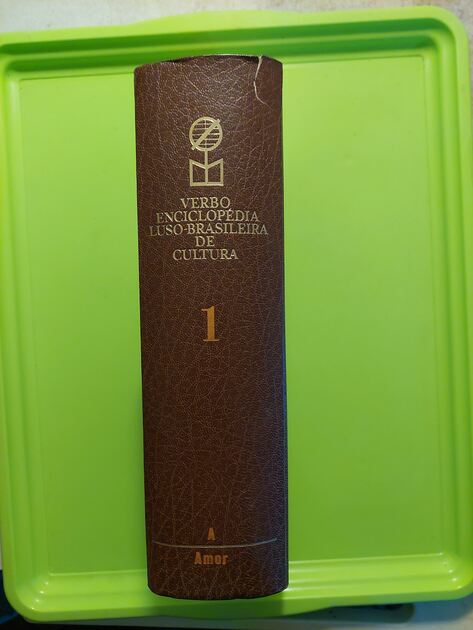 VERBO
ENCICLOPÉDIA
LUSO-BRASILEIRA
DE
CULTURA
1
A
Amor